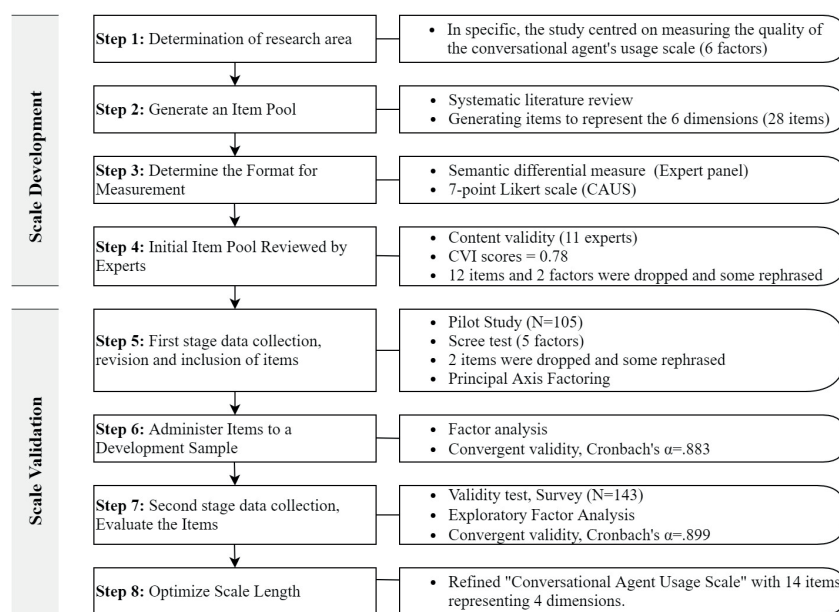 Scale Development
Step 1: Determination of research area
• In specific, the study centred on measuring the quality of
the conversational agent's usage scale (6 factors)
Step 2: Generate an Item Pool
• Systematic literature review
• Generating items to represent the 6 dimensions (28 items)
Step 3: Determine the Format for
Measurement
• Semantic differential measure (Expert panel)
• 7-point Likert scale (CAUS)
Step 4: Initial Item Pool Reviewed by
Experts
• Content validity (11 experts)
• CVI scores = 0.78
• 12 items and 2 factors were dropped and some rephrased
Scale Validation
Step 5: First stage data collection,
revision and inclusion of items
• Pilot Study (N=105)
• Scree test (5 factors)
• 2 items were dropped and some rephrased
• Principal Axis Factoring
Step 6: Administer Items to a
Development Sample
• Factor analysis
• Convergent validity, Cronbach's α=.883
Step 7: Second stage data collection,
Evaluate the Items
• Validity test, Survey (N=143)
• Exploratory Factor Analysis
• Convergent validity, Cronbach's α=.899
Step 8: Optimize Scale Length
• Refined "Conversational Agent Usage Scale" with 14 items
representing 4 dimensions.